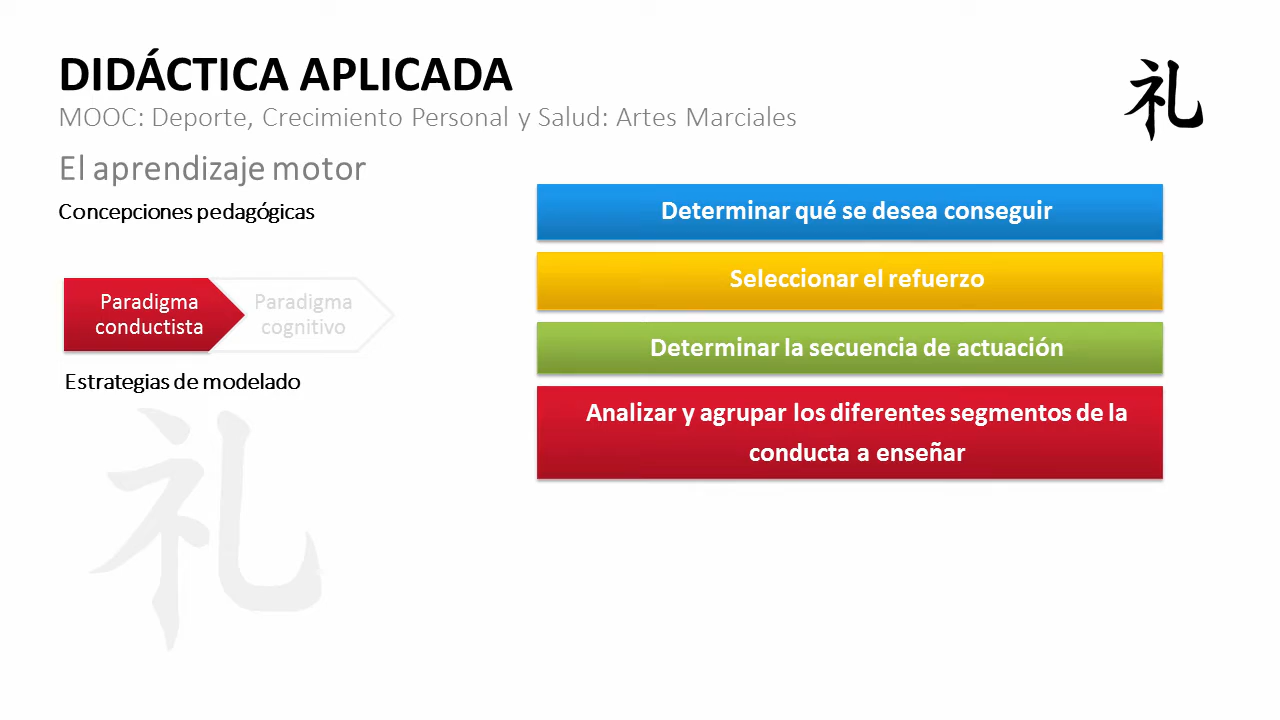 DIDÁCTICA APLICADA
MOOC: Deporte, Crecimiento Personal y Salud: Artes Marciales
礼
El aprendizaje motor
Concepciones pedagógicas
Paradigma
conductista
Paradigma
cognitivo
Estrategias de modelado
礼
Determinar qué se desea conseguir
Seleccionar el refuerzo
Determinar la secuencia de actuación
Analizar y agrupar los diferentes segmentos de la
conducta a enseñar